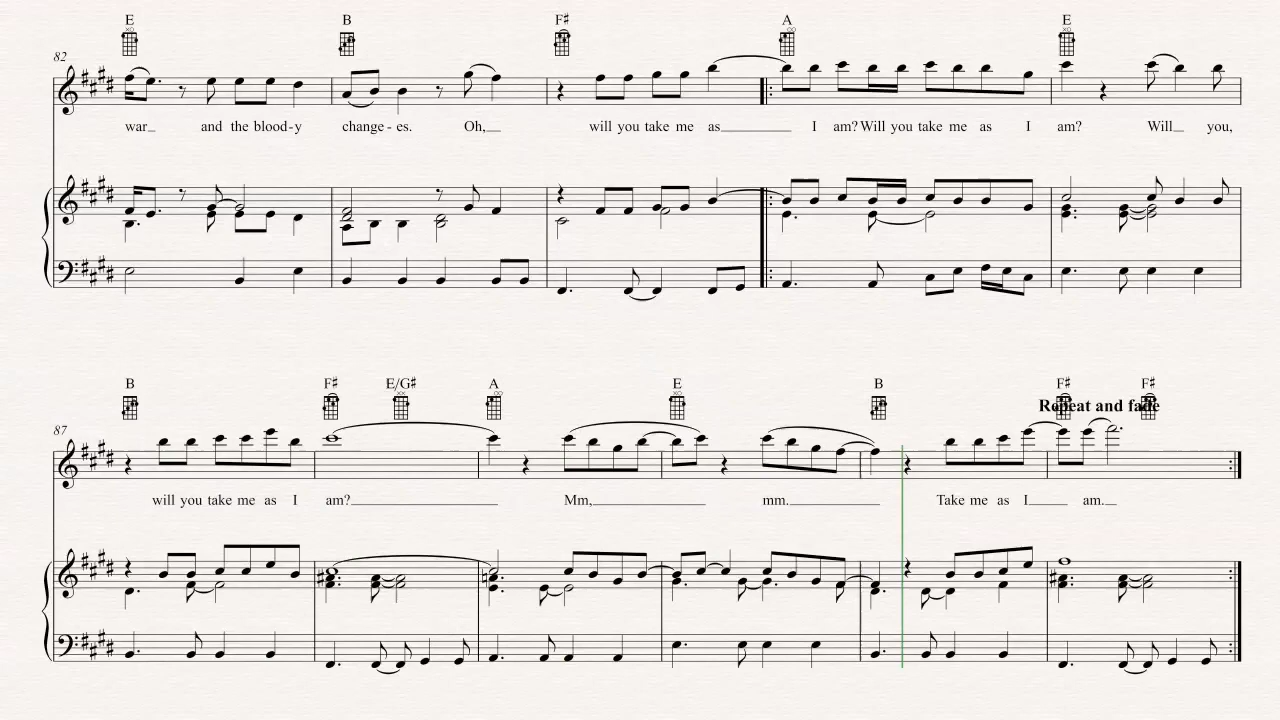 E B F♯ A E
82
war_ and the blood-y change - es. Oh,_ will you take me as_ I am? Will you take me as I am? Will_ you,
B F♯ E/G♯ A E B F♯ F♯
Repeat and fade
87
will you take me as I am?_ Mm,_ mm._ Take me as I_ am._